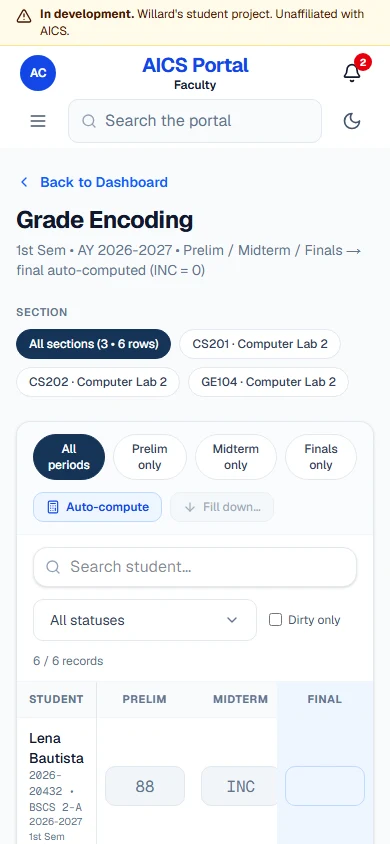 In development. Willard's student project. Unaffiliated with
AICS.
AC
AICS Portal
Faculty
2
Search the portal
Back to Dashboard
Grade Encoding
1st Sem • AY 2026-2027 • Prelim / Midterm / Finals →
final auto-computed (INC = 0)
SECTION
All sections (3 • 6 rows)
CS201 · Computer Lab 2
CS202 · Computer Lab 2
GE104 · Computer Lab 2
All
periods
Prelim
only
Midterm
only
Finals
only
Auto-compute
Fill down…
Search student…
All statuses
Dirty only
6 / 6 records
STUDENT
PRELIM
MIDTERM
FINAL
Lena
Bautista
2026-
20432 •
BSCS 2-A
2026-2027
1st Sem
88
INC